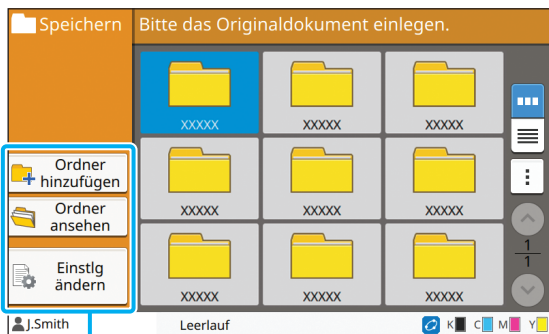 Speichern
Bitte das Originaldokument einlegen.
XXXXX XXXXX XXXXX
Ordner
hinzufügen
XXXXX XXXXX XXXXX
Ordner
ansehen
1
1
Einstlg
ändern
XXXXX XXXXX XXXXX
J.Smith
Leerlauf
K C M Y